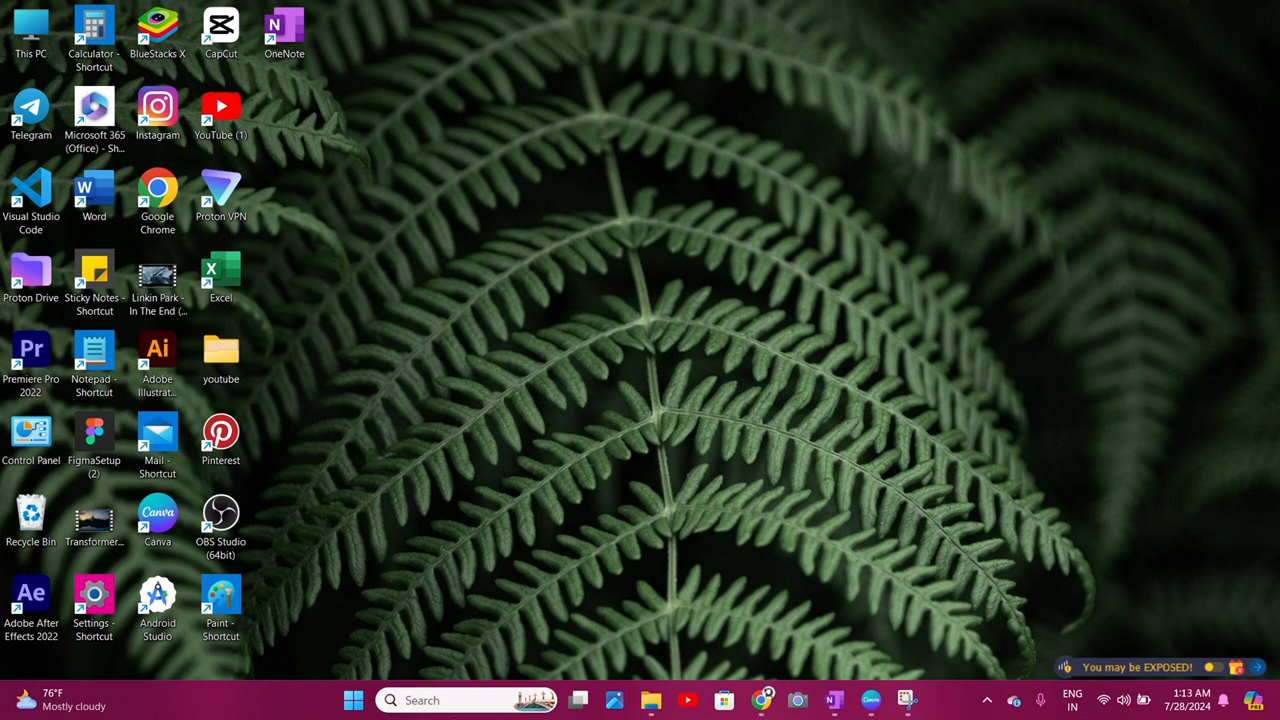 This PC
Calculator -
Shortcut
BlueStacks X
CapCut
N
OneNote
Telegram
Microsoft 365
(Office) - Sh...
Instagram
YouTube (1)
Visual Studio
Code
W
Word
Google
Chrome
Proton VPN
Proton Drive
Sticky Notes -
Shortcut
Linkin Park -
In The End (...
X
Excel
Pr
Premiere Pro
2022
Notepad -
Shortcut
Ai
Adobe
Illustrat...
youtube
Control Panel
FigmaSetup
(2)
Mail -
Shortcut
Pinterest
Recycle Bin
Transformer...
Canva
Canva
OBS Studio
(64bit)
Ae
Adobe After
Effects 2022
Settings -
Shortcut
Android
Studio
Paint -
Shortcut
You may be EXPOSED!
76°F
Mostly cloudy
Search
N
Canva
ENG
IN
1:13 AM
7/28/2024
PRE